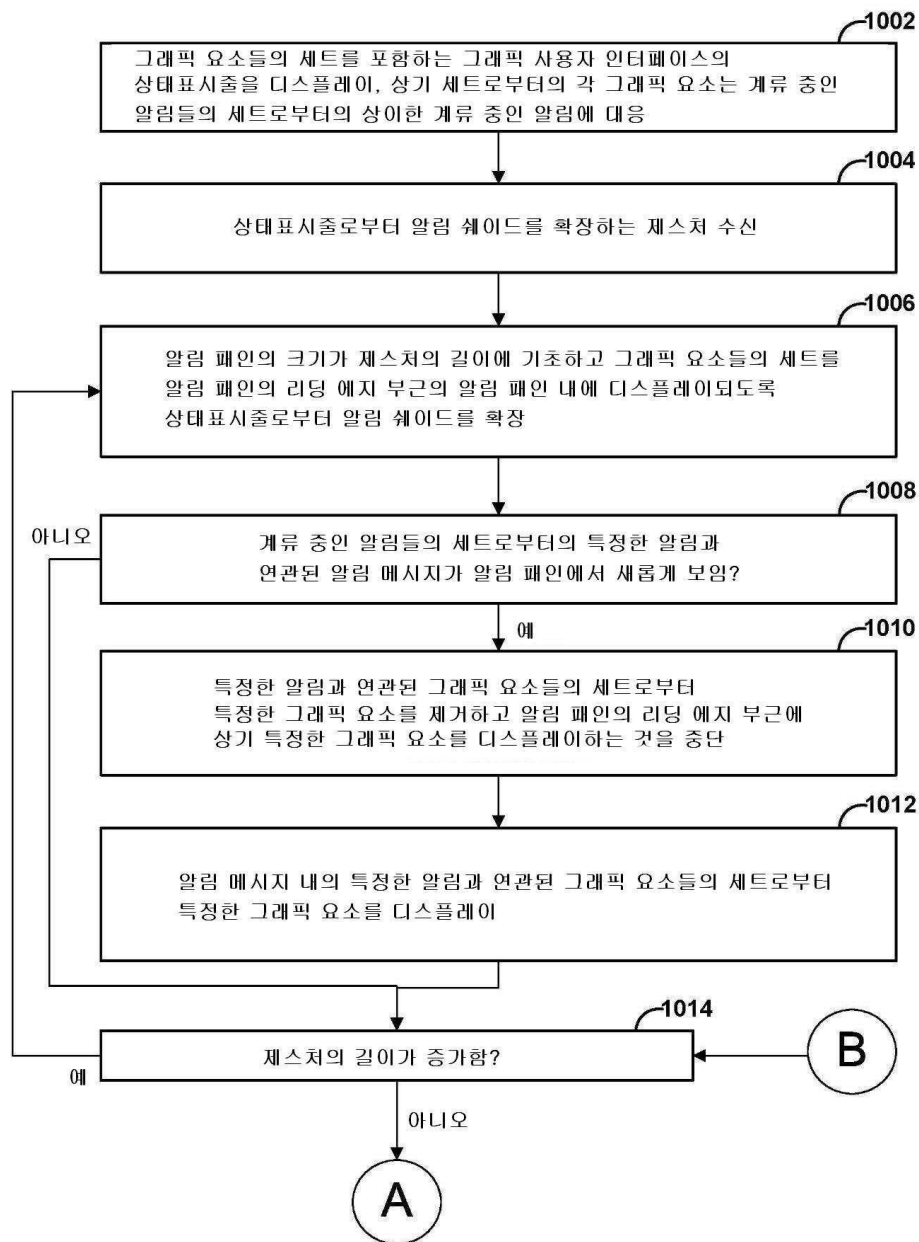 1002
그래픽 요소들의 세트를 포함하는 그래픽 사용자 인터페이스의
상태표시줄을 디스플레이, 상기 세트로부터의 각 그래픽 요소는 계류 중인
알림들의 세트로부터의 상이한 계류 중인 알림에 대응
1004
상태표시줄로부터 알림 쉐이드를 확장하는 제스처 수신
1006
알림 패인의 크기가 제스처의 길이에 기초하고 그래픽 요소들의 세트를
알림 패인의 리딩 에지 부근의 알림 패인 내에 디스플레이되도록
상태표시줄로부터 알림 쉐이드를 확장
1008
아니오
계류 중인 알림들의 세트로부터의 특정한 알림과
연관된 알림 메시지가 알림 패인에서 새롭게 보임?
예
1010
특정한 알림과 연관된 그래픽 요소들의 세트로부터
특정한 그래픽 요소를 제거하고 알림 패인의 리딩 에지 부근에
상기 특정한 그래픽 요소를 디스플레이하는 것을 중단
1012
알림 메시지 내의 특정한 알림과 연관된 그래픽 요소들의 세트로부터
특정한 그래픽 요소를 디스플레이
1014
제스처의 길이가 증가함?
B
예
아니오
A